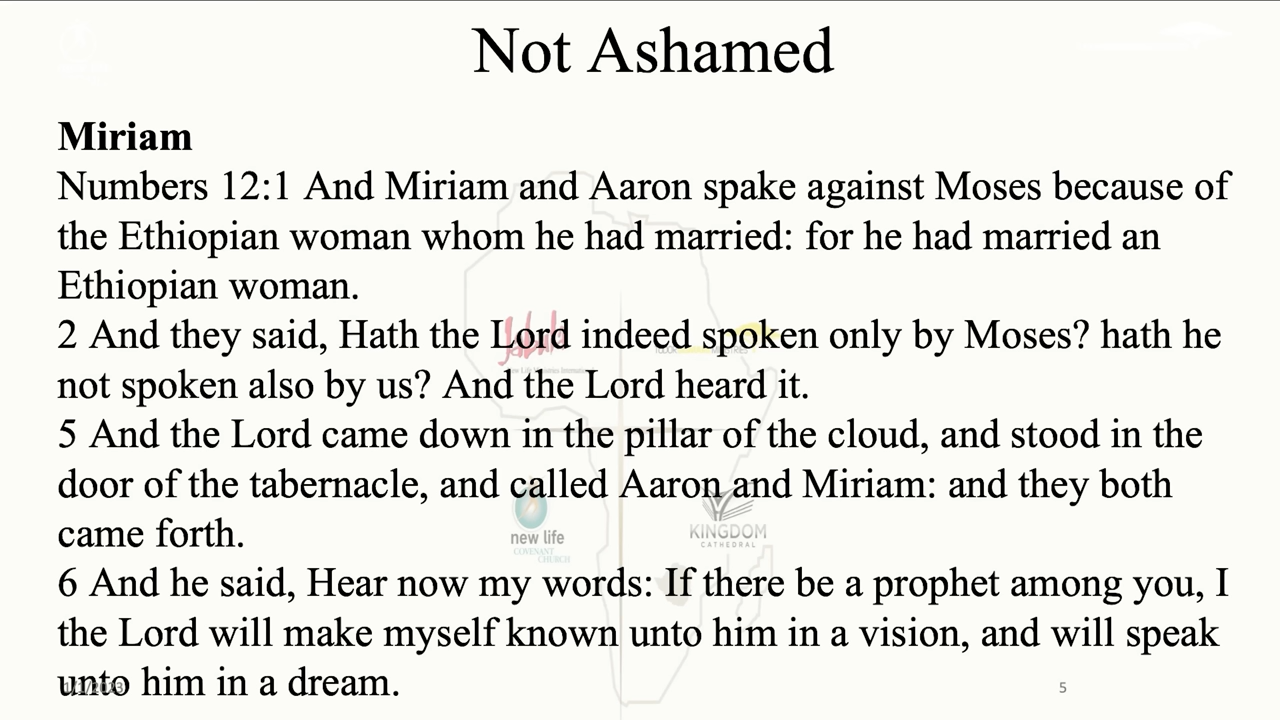 Not Ashamed
Miriam
Numbers 12:1 And Miriam and Aaron spake against Moses because of
the Ethiopian woman whom he had married: for he had married an
Ethiopian woman.
2 And they said, Hath the Lord indeed spoken only by Moses? hath he
not spoken also by us? And the Lord heard it.
5 And the Lord came down in the pillar of the cloud, and stood in the
door of the tabernacle, and called Aaron and Miriam: and they both
came forth.
new life
COVENANT
CHURCH
KINGDOM
CATHEDRAL
6 And he said, Hear now my words: If there be a prophet among you, I
the Lord will make myself known unto him in a vision, and will speak
unto him in a dream.
5